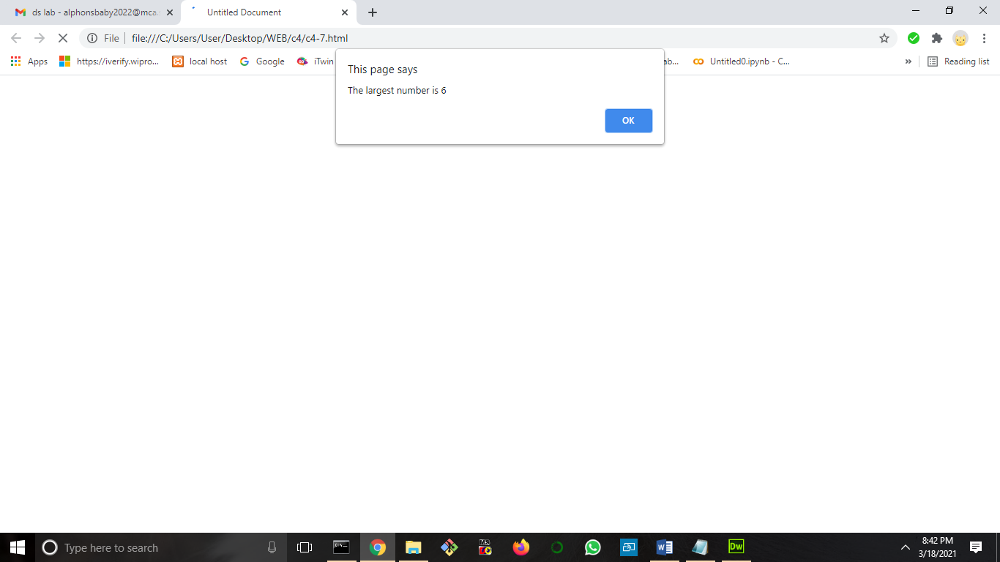 ds lab - alphonsbaby2022@mca.
Untitled Document
File
file:///C:/Users/User/Desktop/WEB/c4/c4-7.html
Apps
https://iverify.wipro...
local host
Google
iTwin
ab...
Untitled0.ipynb - C...
»
Reading list
This page says
The largest number is 6
OK
Type here to search
Dw
8:42 PM
3/18/2021